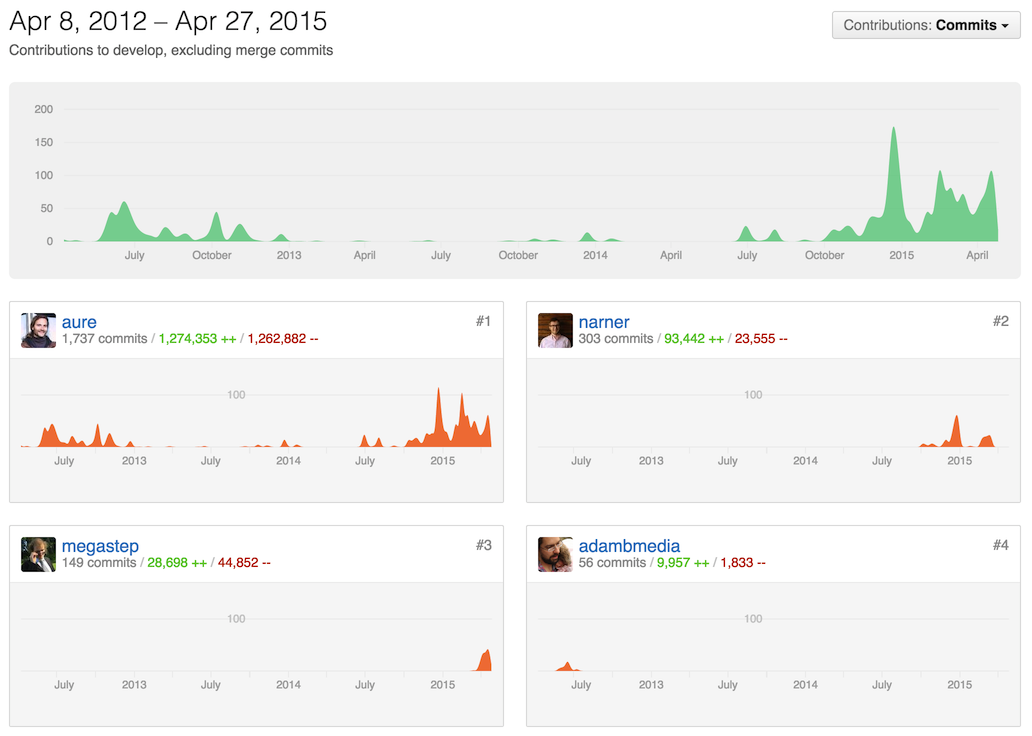 Apr 8, 2012 – Apr 27, 2015
Contributions: Commits
Contributions to develop, excluding merge commits
200
150
100
50
0
July October 2013 April July October 2014 April July October 2015 April
aure #1
1,737 commits / 1,274,353 ++ / 1,262,882 --
100
July 2013 July 2014 July 2015
narner #2
303 commits / 93,442 ++ / 23,555 --
100
July 2013 July 2014 July 2015
megastep #3
149 commits / 28,698 ++ / 44,852 --
100
July 2013 July 2014 July 2015
adambmedia #4
56 commits / 9,957 ++ / 1,833 --
100
July 2013 July 2014 July 2015